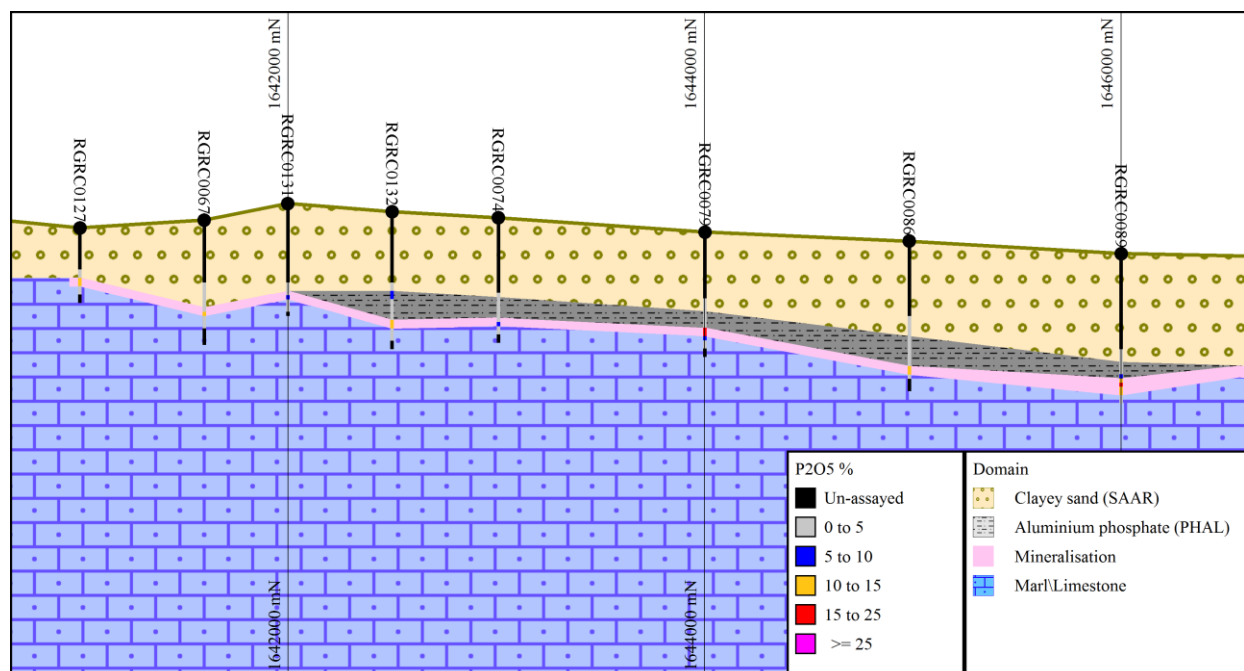 1642000 mN
1644000 mN
1646000 mN
RGRC0127
RGRC0067
RGRC0131
RGRC0132
RGRC0074
RGRC0079
RGRC0086
RGRC0089
P2O5 %
Un-assayed
0 to 5
5 to 10
10 to 15
15 to 25
>= 25
Domain
Clayey sand (SAAR)
Aluminium phosphate (PHAL)
Mineralisation
Marl\Limestone
1642000 mN
1644000 mN